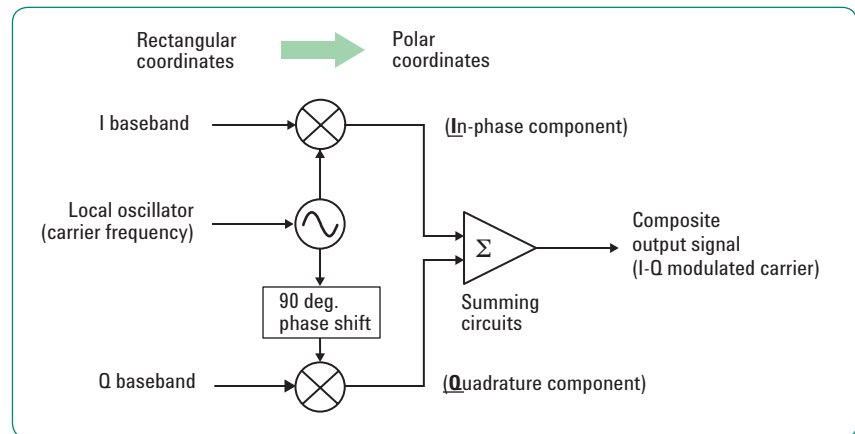 Rectangular
coordinates
Polar
coordinates
I baseband
(In-phase component)
Local oscillator
(carrier frequency)
Σ
Composite
output signal
(I-Q modulated carrier)
90 deg.
phase shift
Summing
circuits
Q baseband
(Quadrature component)